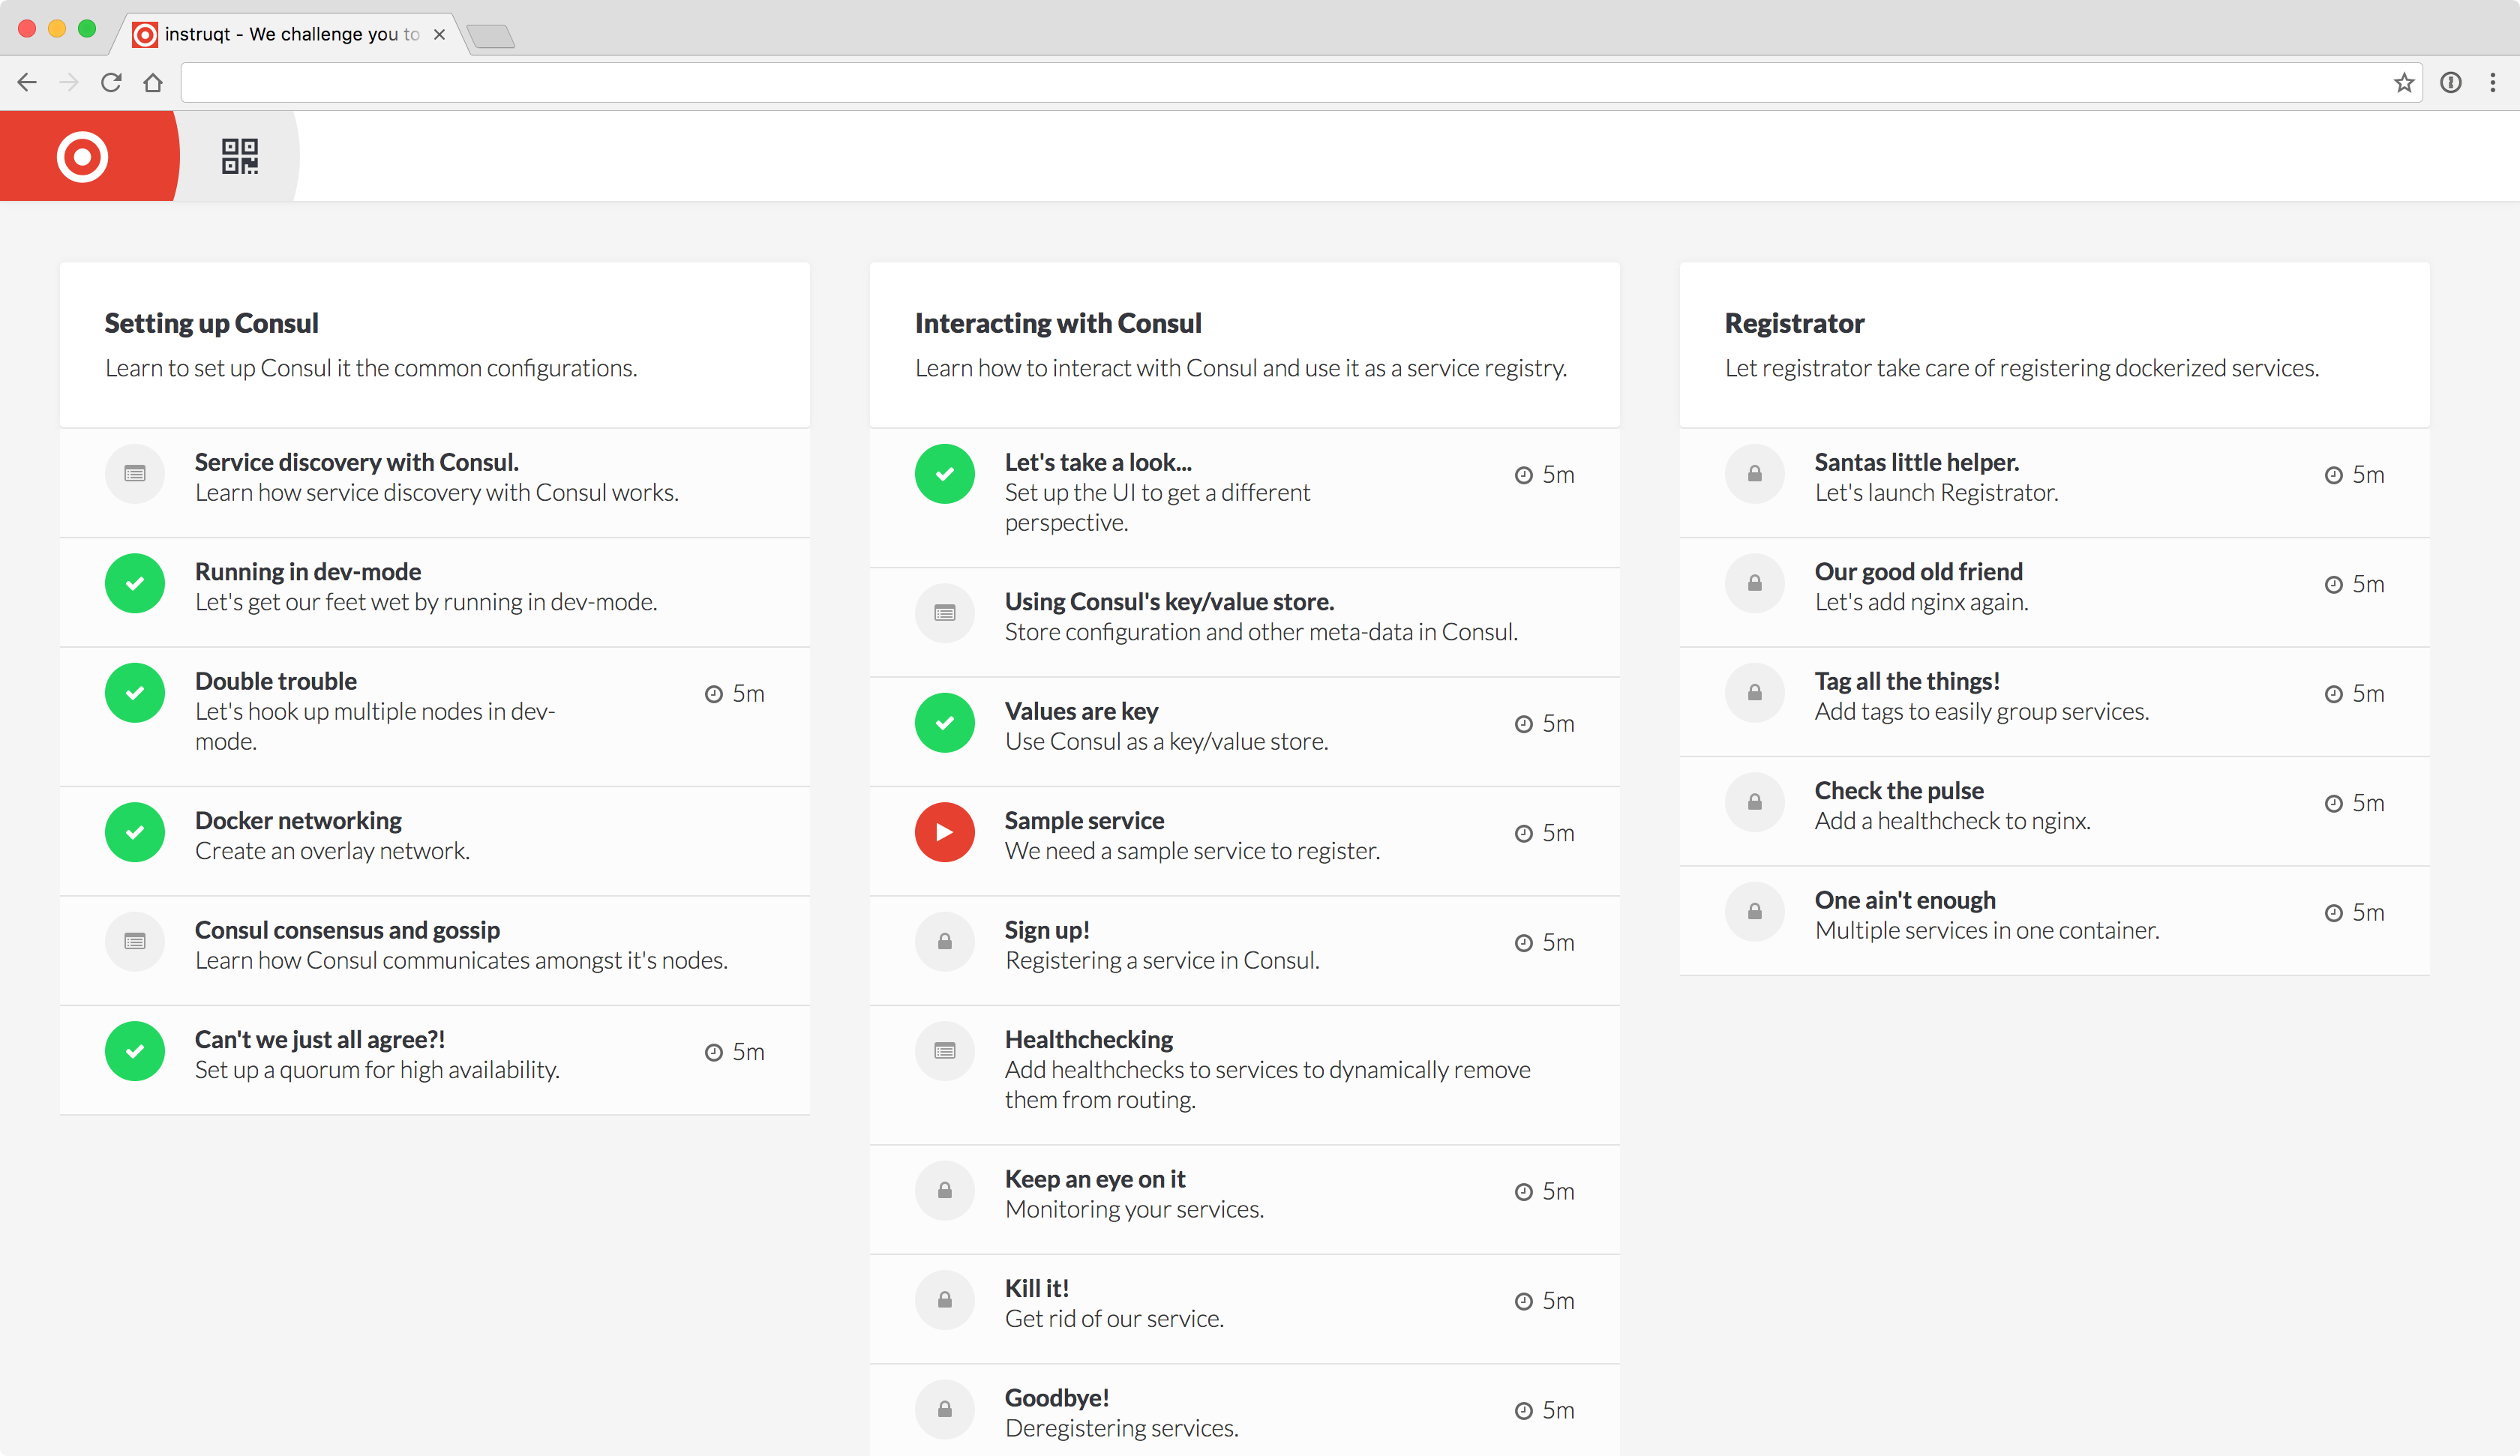 instruqt - We challenge you to
Setting up Consul
Learn to set up Consul it the common configurations.
Service discovery with Consul.
Learn how service discovery with Consul works.
Running in dev-mode
Let's get our feet wet by running in dev-mode.
Double trouble
5m
Let's hook up multiple nodes in dev-
mode.
Docker networking
Create an overlay network.
Consul consensus and gossip
Learn how Consul communicates amongst it's nodes.
Can't we just all agree?!
5m
Set up a quorum for high availability.
Interacting with Consul
Learn how to interact with Consul and use it as a service registry.
Let's take a look...
5m
Set up the UI to get a different
perspective.
Using Consul's key/value store.
Store configuration and other meta-data in Consul.
Values are key
5m
Use Consul as a key/value store.
Sample service
5m
We need a sample service to register.
Sign up!
5m
Registering a service in Consul.
Healthchecking
Add healthchecks to services to dynamically remove
them from routing.
Keep an eye on it
5m
Monitoring your services.
Kill it!
5m
Get rid of our service.
Goodbye!
5m
Deregistering services.
Registrator
Let registrator take care of registering dockerized services.
Santas little helper.
5m
Let's launch Registrator.
Our good old friend
5m
Let's add nginx again.
Tag all the things!
5m
Add tags to easily group services.
Check the pulse
5m
Add a healthcheck to nginx.
One ain't enough
5m
Multiple services in one container.